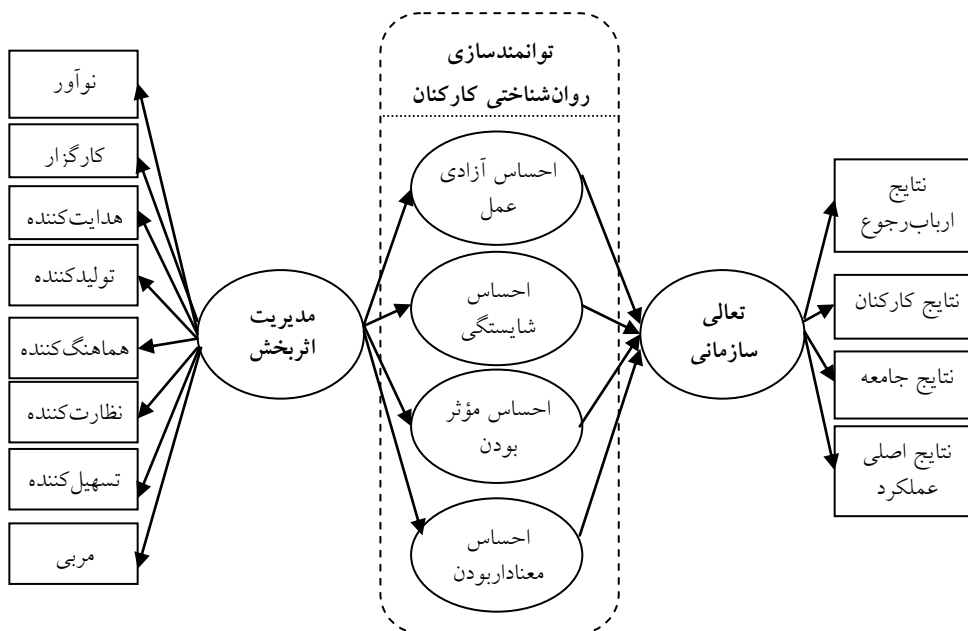 توانمندسازی
روان‌شناختی کارکنان
نوآور
کارگزار
هدایت‌کننده
تولیدکننده
هماهنگ‌کننده
نظارت‌کننده
تسهیل‌کننده
مربی
مدیریت
اثربخش
احساس آزادی
عمل
احساس
شایستگی
احساس مؤثر
بودن
احساس
معناداربودن
تعالی
سازمانی
نتایج
ارباب‌رجوع
نتایج کارکنان
نتایج جامعه
نتایج اصلی
عملکرد